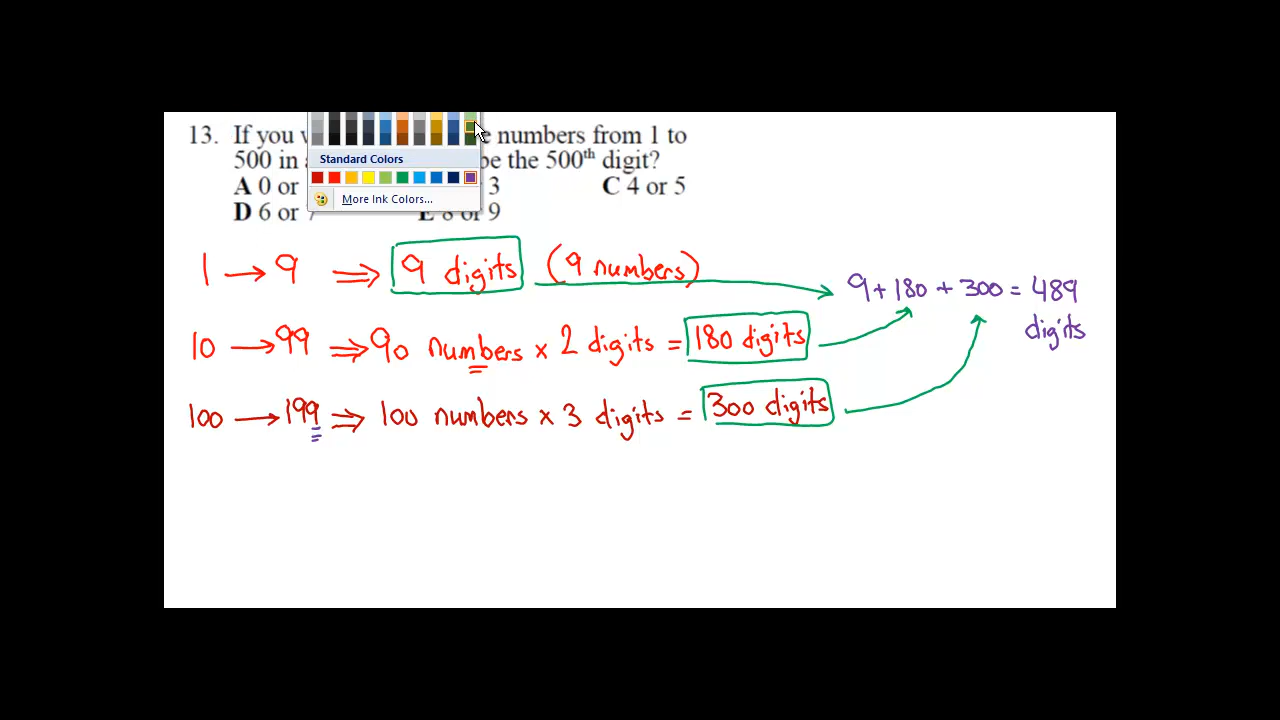 13. If you numbers from 1 to
500 in be the 500th digit?
A 0 or 3 C 4 or 5
D 6 or 7 E 8 or 9
Standard Colors
More Ink Colors...
1 → 9 ⇒ 9 digits (9 numbers)
9+180 + 300 = 489
digits
10 → 99 ⇒ 90 numbers × 2 digits = 180 digits
100 → 199 ⇒ 100 numbers × 3 digits = 300 digits